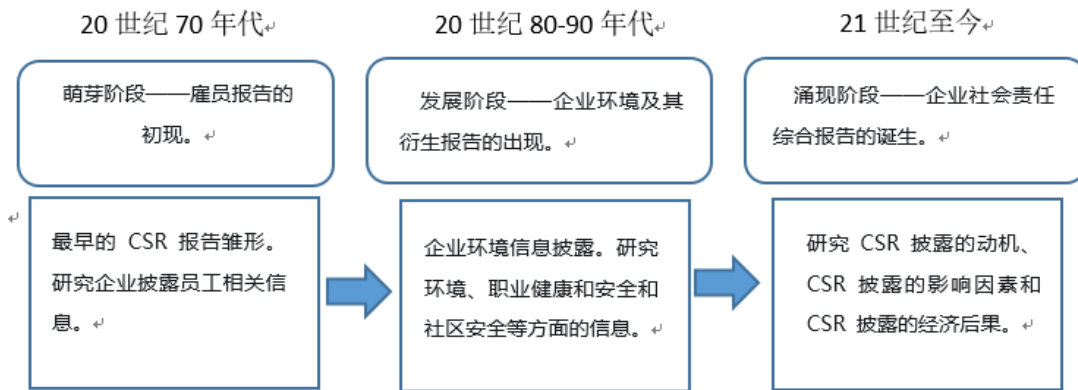 20 世纪 70 年代
20 世纪 80-90 年代
21 世纪至今
萌芽阶段——雇员报告的
初现。
发展阶段——企业环境及其
衍生报告的出现。
涌现阶段——企业社会责任
综合报告的诞生。
最早的 CSR 报告雏形。
研究企业披露员工相关信
息。
企业环境信息披露。研究
环境、职业健康和安全和
社区安全等方面的信息。
研究 CSR 披露的动机、
CSR 披露的影响因素和
CSR 披露的经济后果。